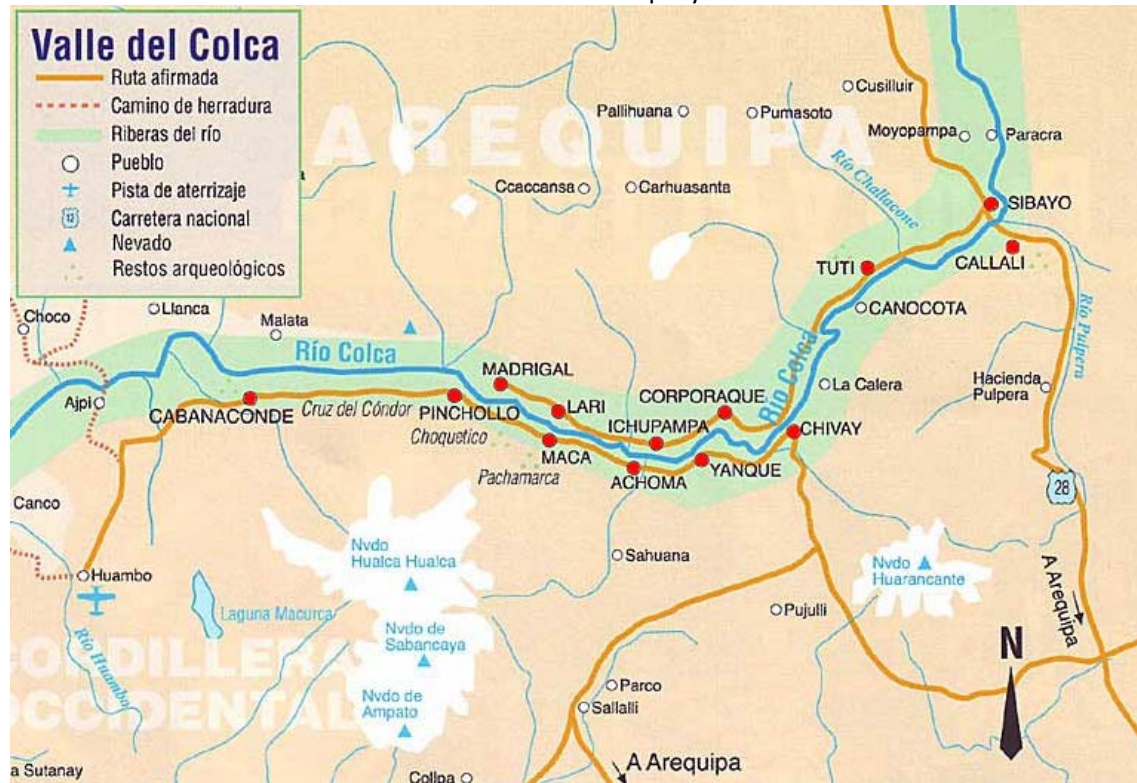 Valle del Colca
Ruta afirmada
Camino de herradura
Riberas del río
Pueblo
Pista de aterrizaje
12
Carretera nacional
Nevado
Restos arqueológicos
AREQUIPA
Cusilluir
Pallihuana
Pumasoto
Moyopampa
Paracra
Río Challacone
Ccaccansa
Carhuasanta
SIBAYO
TUTI
CALLALI
CANOCOTA
Choco
Llanca
Malata
Río Colca
Río Colca
Río Pulpera
MADRIGAL
La Calera
Hacienda
Pulpera
Ajpi
CABANACONDE
Cruz del Cóndor
PINCHOLLO
LARI
CORPORAQUE
ICHUPAMPA
CHIVAY
Choquetico
MACA
YANQUE
Pachamarca
ACHOMA
28
Canco
Nvdo
Hualca Hualca
Sahuana
Nvdo
Huarancante
A Arequipa
Huambo
Laguna Macurca
Pujulli
Río Huambo
Nvdo de
Sabancaya
N
CORDILLERA
OCCIDENTAL
Nvdo de
Ampato
Parco
Sallalli
A Arequipa
a Sutanay
Collpa